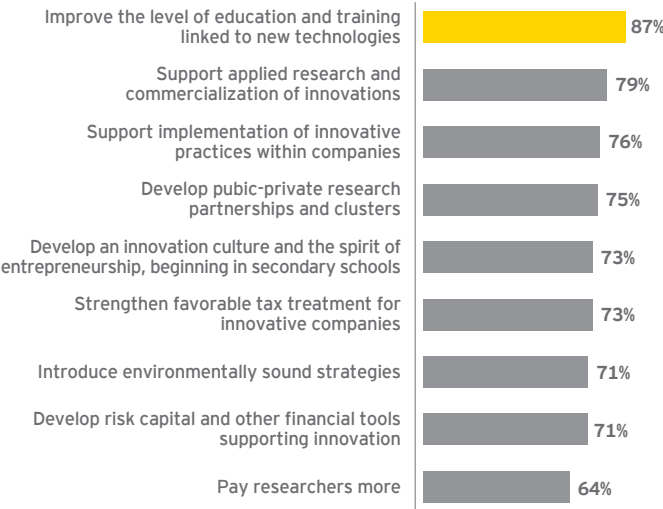 Improve the level of education and training
linked to new technologies
87%
Support applied research and
commercialization of innovations
79%
Support implementation of innovative
practices within companies
76%
Develop pubic-private research
partnerships and clusters
75%
Develop an innovation culture and the spirit of
entrepreneurship, beginning in secondary schools
73%
Strengthen favorable tax treatment for
innovative companies
73%
Introduce environmentally sound strategies
71%
Develop risk capital and other financial tools
supporting innovation
71%
Pay researchers more
64%